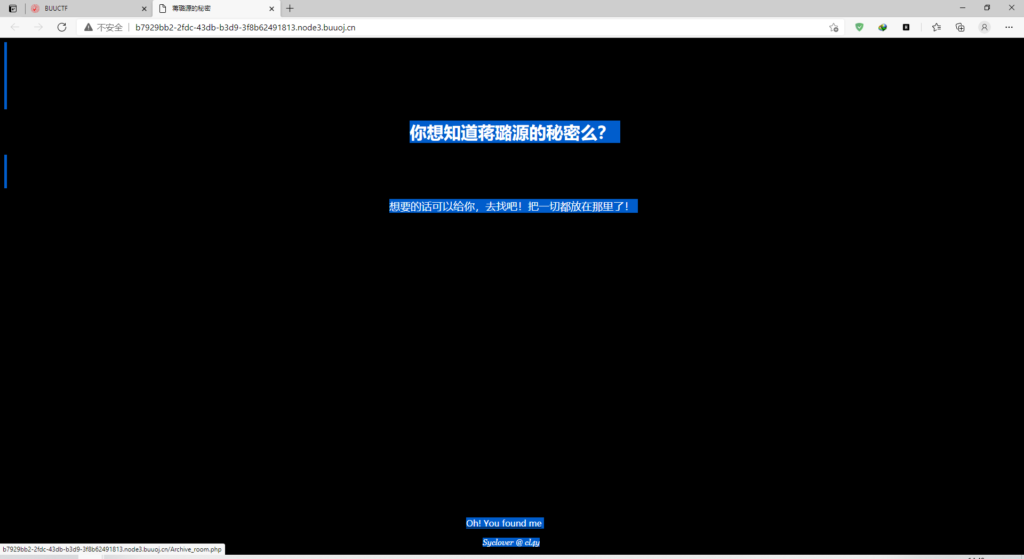 BUUCTF
蒋璐源的秘密
不安全
b7929bb2-2fdc-43db-b3d9-3f8b62491813.node3.buuoj.cn
你想知道蒋璐源的秘密么？
想要的话可以给你，去找吧！把一切都放在那里了！
Oh! You found me
Syclover @ cl4y
b7929bb2-2fdc-43db-b3d9-3f8b62491813.node3.buuoj.cn/Archive_room.php